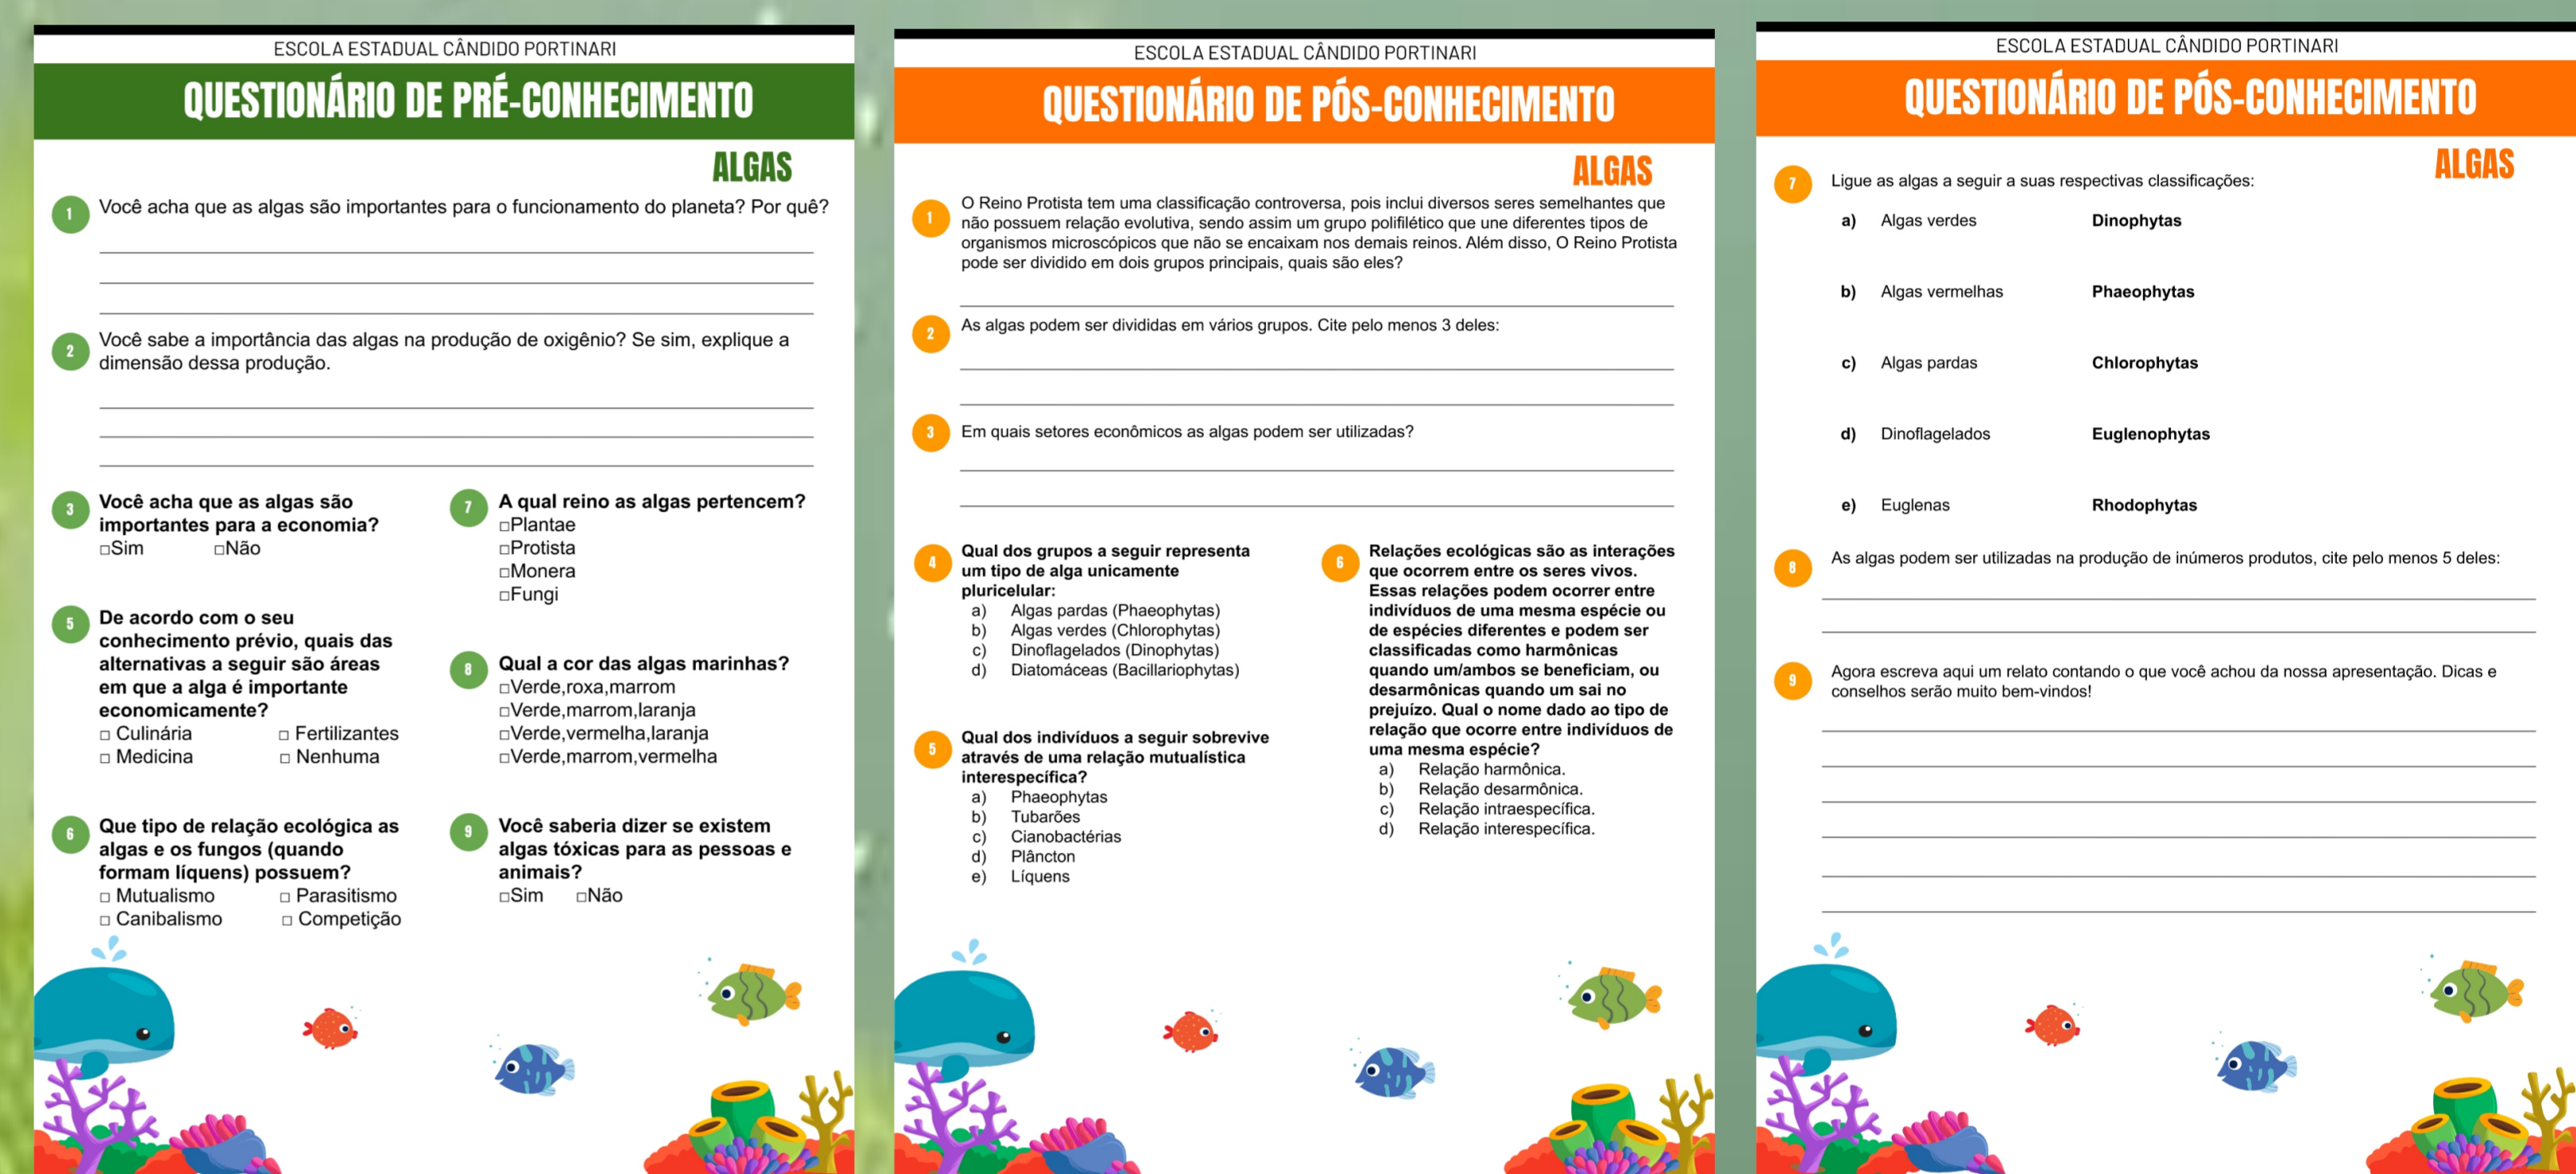 ESCOLA ESTADUAL CÂNDIDO PORTINARI
QUESTIONÁRIO DE PRÉ-CONHECIMENTO
ALGAS
1 Você acha que as algas são importantes para o funcionamento do planeta? Por quê?
2 Você sabe a importância das algas na produção de oxigênio? Se sim, explique a
dimensão dessa produção.
3 Você acha que as algas são
importantes para a economia?
□Sim □Não
5 De acordo com o seu
conhecimento prévio, quais das
alternativas a seguir são áreas
em que a alga é importante
economicamente?
□ Culinária □ Fertilizantes
□ Medicina □ Nenhuma
6 Que tipo de relação ecológica as
algas e os fungos (quando
formam líquens) possuem?
□ Mutualismo □ Parasitismo
□ Canibalismo □ Competição
7 A qual reino as algas pertencem?
□Plantae
□Protista
□Monera
□Fungi
8 Qual a cor das algas marinhas?
□Verde,roxa,marrom
□Verde,marrom,laranja
□Verde,vermelha,laranja
□Verde,marrom,vermelha
9 Você saberia dizer se existem
algas tóxicas para as pessoas e
animais?
□Sim □Não
ESCOLA ESTADUAL CÂNDIDO PORTINARI
QUESTIONÁRIO DE PÓS-CONHECIMENTO
ALGAS
1 O Reino Protista tem uma classificação controversa, pois inclui diversos seres semelhantes que
não possuem relação evolutiva, sendo assim um grupo polifilético que une diferentes tipos de
organismos microscópicos que não se encaixam nos demais reinos. Além disso, O Reino Protista
pode ser dividido em dois grupos principais, quais são eles?
2 As algas podem ser divididas em vários grupos. Cite pelo menos 3 deles:
3 Em quais setores econômicos as algas podem ser utilizadas?
4 Qual dos grupos a seguir representa
um tipo de alga unicamente
pluricelular:
a) Algas pardas (Phaeophytas)
b) Algas verdes (Chlorophytas)
c) Dinoflagelados (Dinophytas)
d) Diatomáceas (Bacillariophytas)
5 Qual dos indivíduos a seguir sobrevive
através de uma relação mutualística
interespecífica?
a) Phaeophytas
b) Tubarões
c) Cianobactérias
d) Plâncton
e) Líquens
6 Relações ecológicas são as interações
que ocorrem entre os seres vivos.
Essas relações podem ocorrer entre
indivíduos de uma mesma espécie ou
de espécies diferentes e podem ser
classificadas como harmônicas
quando um/ambos se beneficiam, ou
desarmônicas quando um sai no
prejuízo. Qual o nome dado ao tipo de
relação que ocorre entre indivíduos de
uma mesma espécie?
a) Relação harmônica.
b) Relação desarmônica.
c) Relação intraespecífica.
d) Relação interespecífica.
ESCOLA ESTADUAL CÂNDIDO PORTINARI
QUESTIONÁRIO DE PÓS-CONHECIMENTO
ALGAS
7 Ligue as algas a seguir a suas respectivas classificações:
a) Algas verdes Dinophytas
b) Algas vermelhas Phaeophytas
c) Algas pardas Chlorophytas
d) Dinoflagelados Euglenophytas
e) Euglenas Rhodophytas
8 As algas podem ser utilizadas na produção de inúmeros produtos, cite pelo menos 5 deles:
9 Agora escreva aqui um relato contando o que você achou da nossa apresentação. Dicas e
conselhos serão muito bem-vindos!